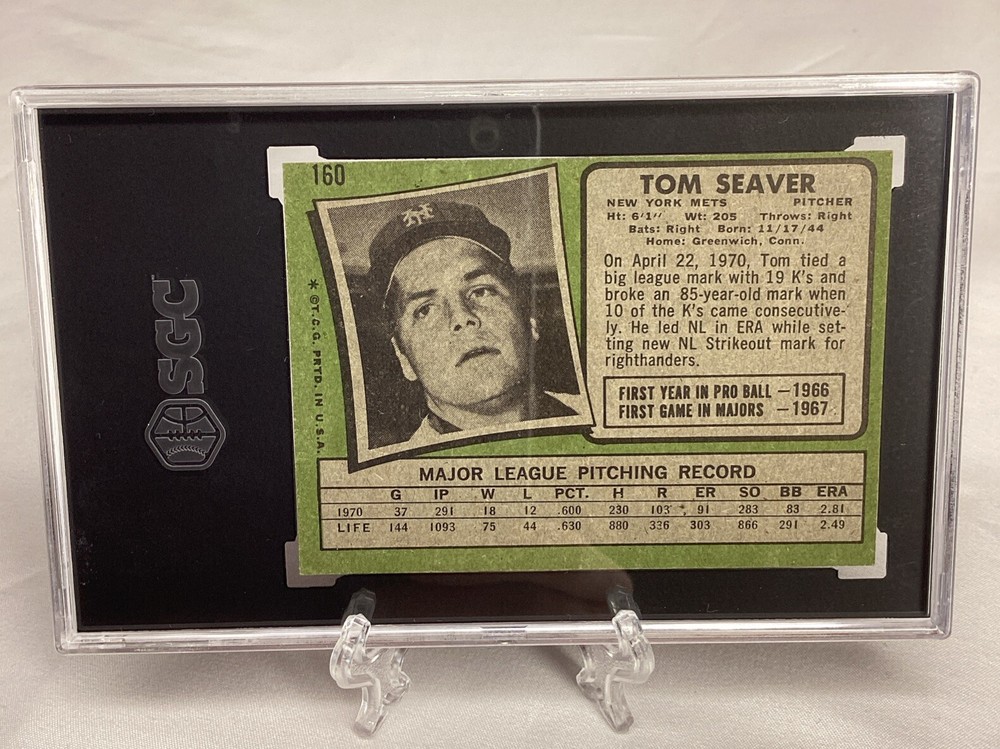 SGC
160
NY
* ©T.C.G. PRTD. IN U.S.A.
TOM SEAVER
NEW YORK METS PITCHER
Ht: 6'1" Wt: 205 Throws: Right
Bats: Right Born: 11/17/44
Home: Greenwich, Conn.
On April 22, 1970, Tom tied a
big league mark with 19 K's and
broke an 85-year-old mark when
10 of the K's came consecutive-
ly. He led NL in ERA while set-
ting new NL Strikeout mark for
righthanders.
FIRST YEAR IN PRO BALL — 1966
FIRST GAME IN MAJORS — 1967
MAJOR LEAGUE PITCHING RECORD
G IP W L PCT. H R ER SO BB ERA
1970 37 291 18 12 .600 230 103 91 283 83 2.81
LIFE 144 1093 75 44 .630 880 336 303 866 291 2.49